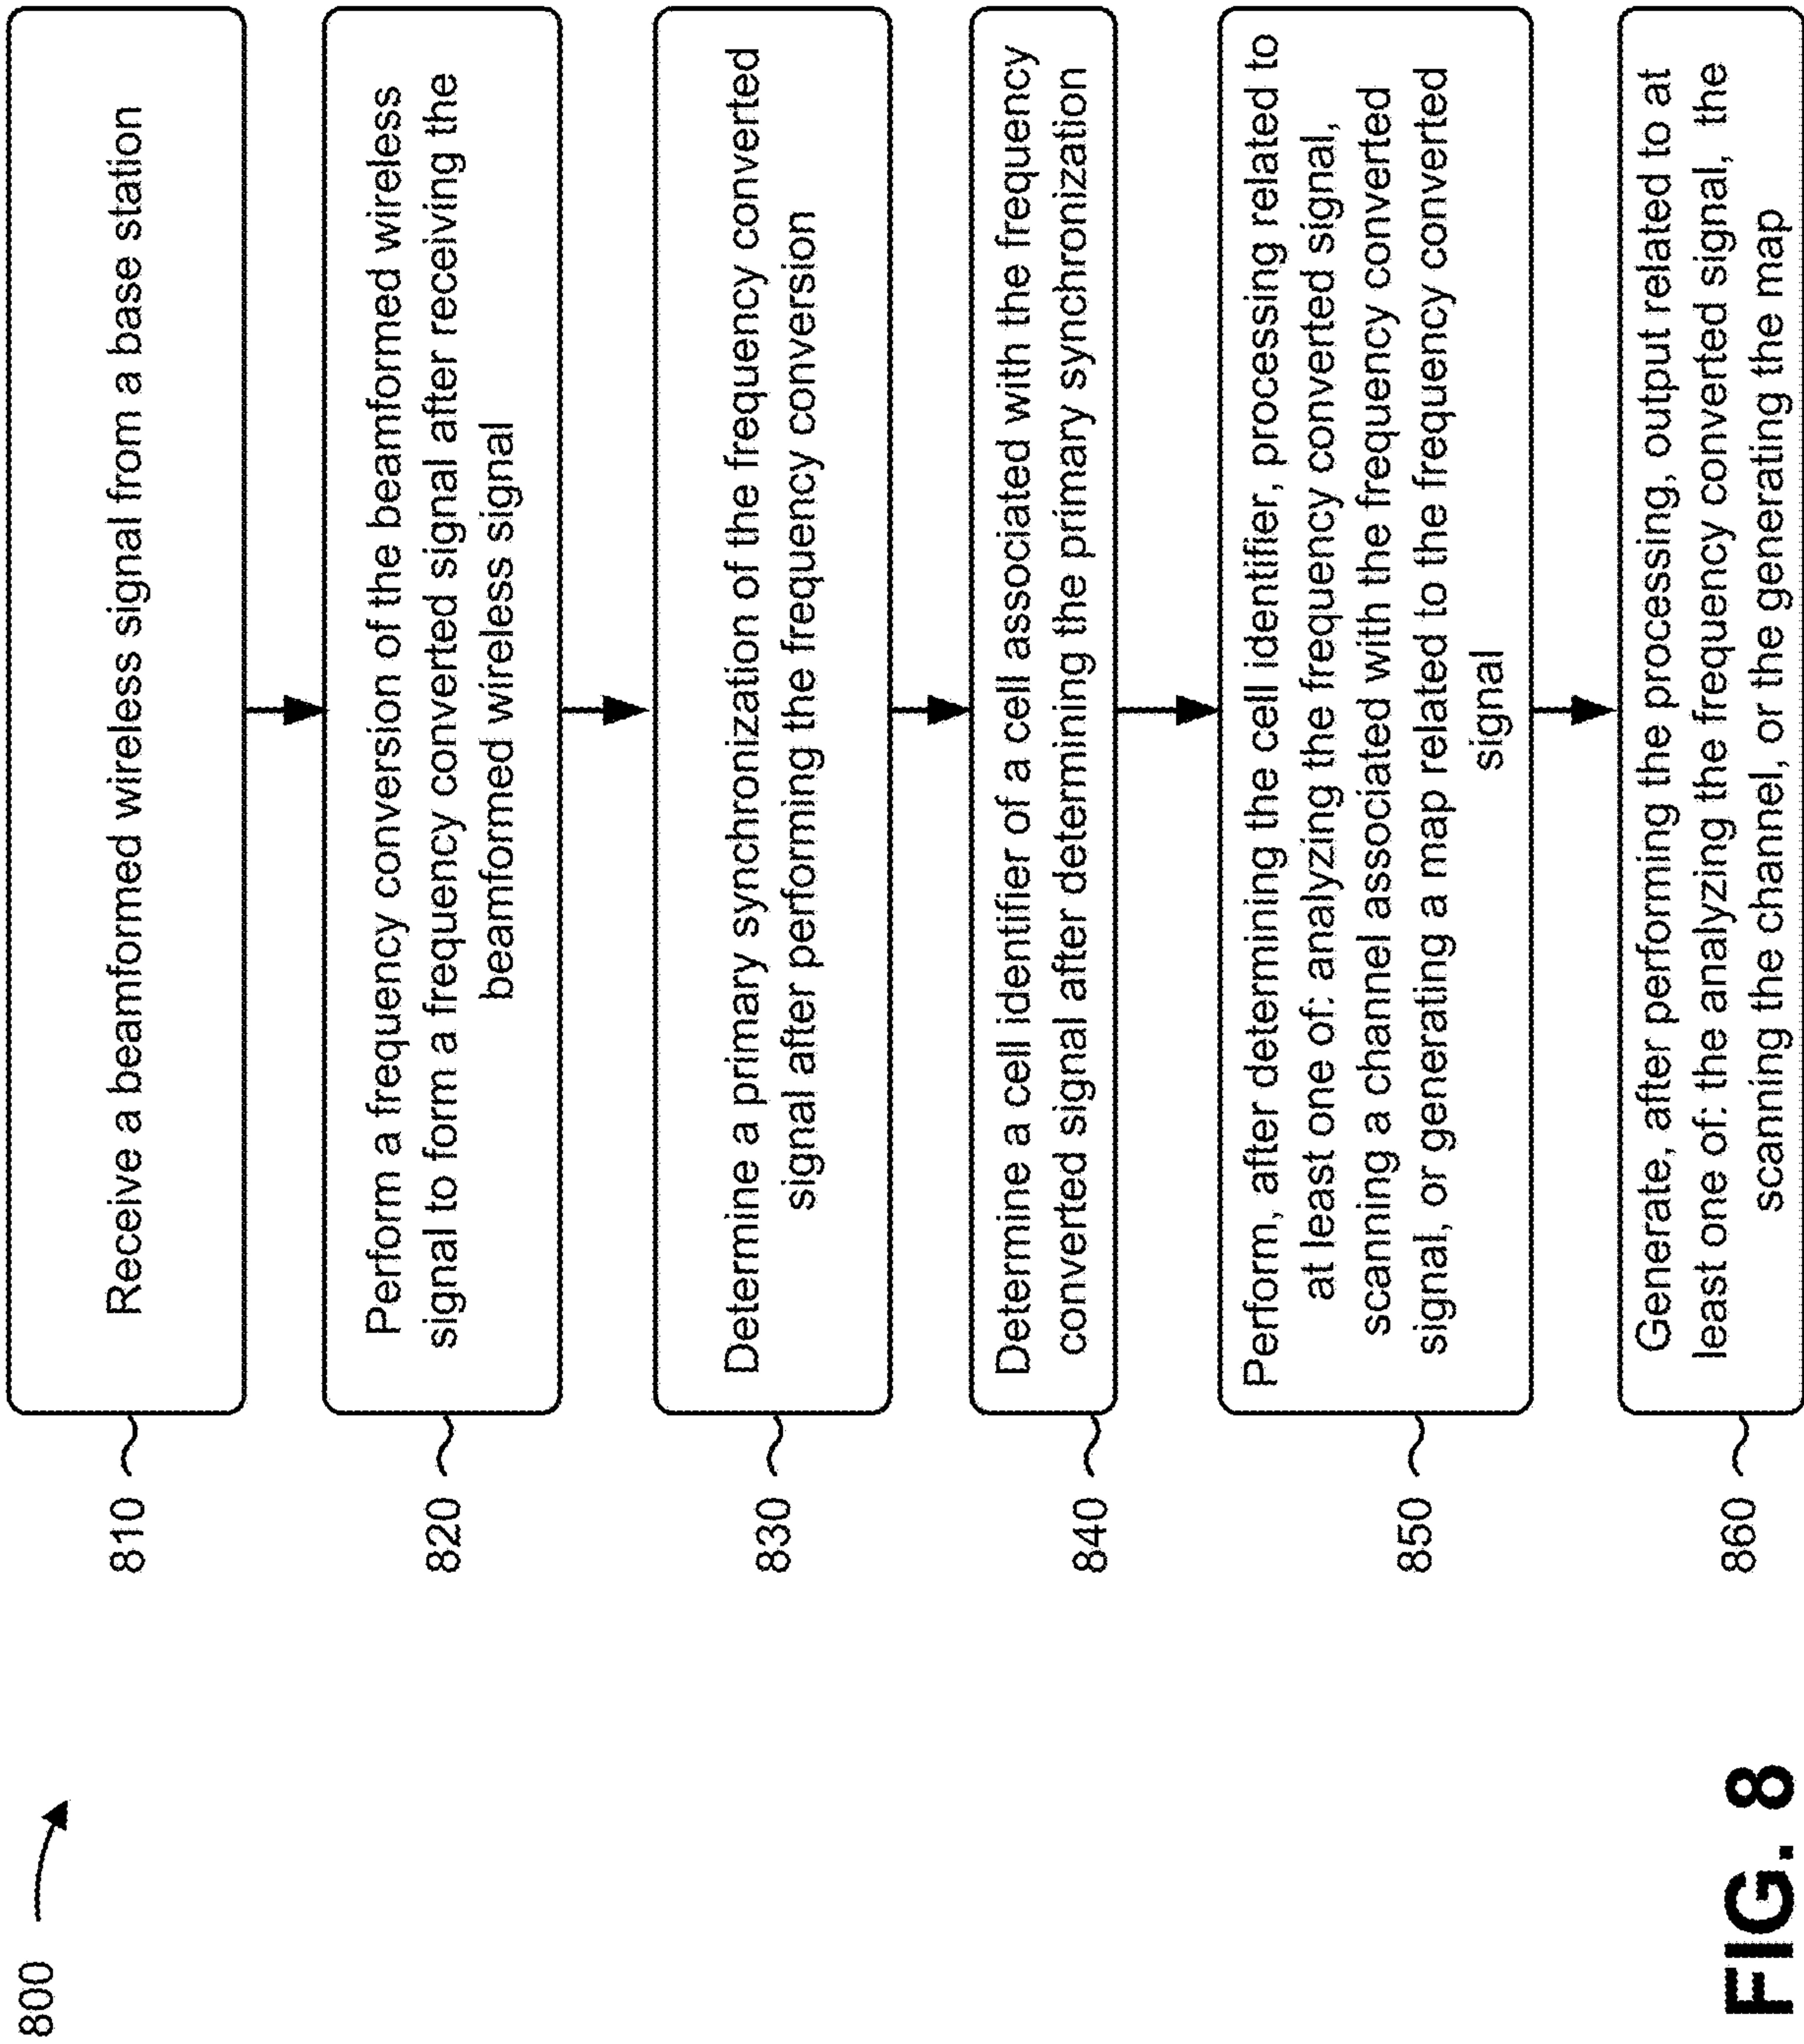 800
810
Receive a beamformed wireless signal from a base station
820
Perform a frequency conversion of the beamformed wireless
signal to form a frequency converted signal after receiving the
beamformed wireless signal
830
Determine a primary synchronization of the frequency converted
signal after performing the frequency conversion
840
Determine a cell identifier of a cell associated with the frequency
converted signal after determining the primary synchronization
850
Perform, after determining the cell identifier, processing related to
at least one of: analyzing the frequency converted signal,
scanning a channel associated with the frequency converted
signal, or generating a map related to the frequency converted
signal
860
Generate, after performing the processing, output related to at
least one of: the analyzing the frequency converted signal, the
scanning the channel, or the generating the map
FIG. 8